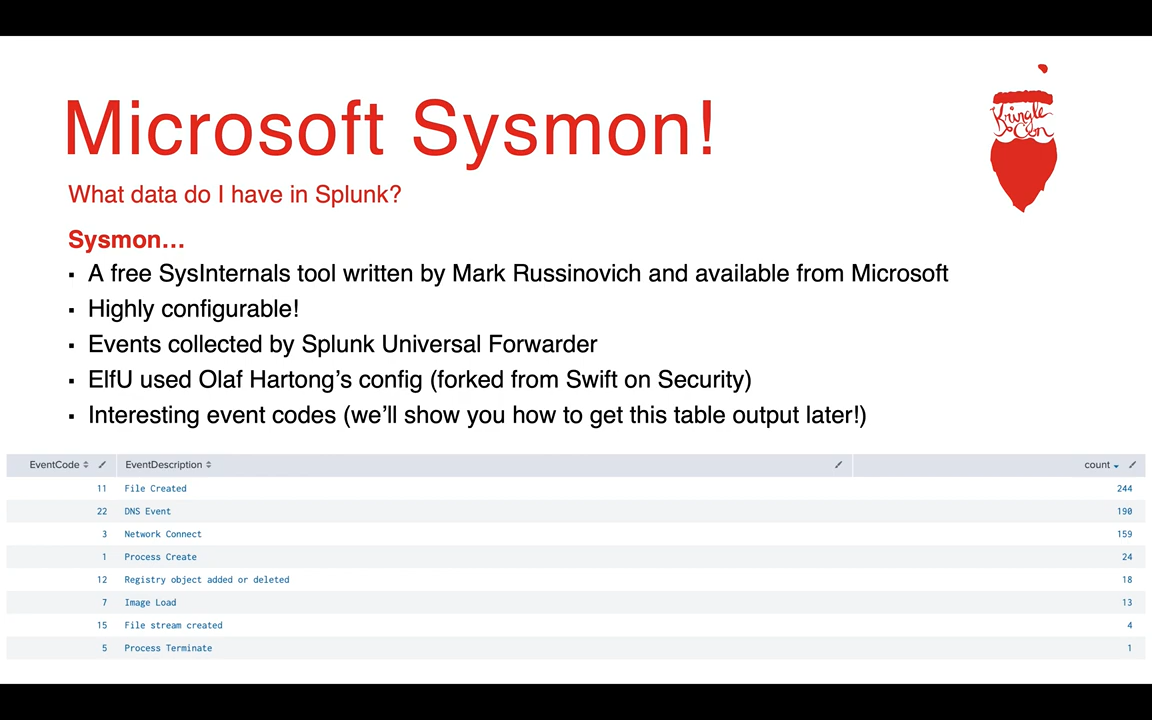 Microsoft Sysmon!
Kringle
Con
What data do I have in Splunk?
Sysmon…
▪ A free SysInternals tool written by Mark Russinovich and available from Microsoft
▪ Highly configurable!
▪ Events collected by Splunk Universal Forwarder
▪ ElfU used Olaf Hartong’s config (forked from Swift on Security)
▪ Interesting event codes (we’ll show you how to get this table output later!)
EventCode EventDescription count
11 File Created 244
22 DNS Event 190
3 Network Connect 159
1 Process Create 24
12 Registry object added or deleted 18
7 Image Load 13
15 File stream created 4
5 Process Terminate 1